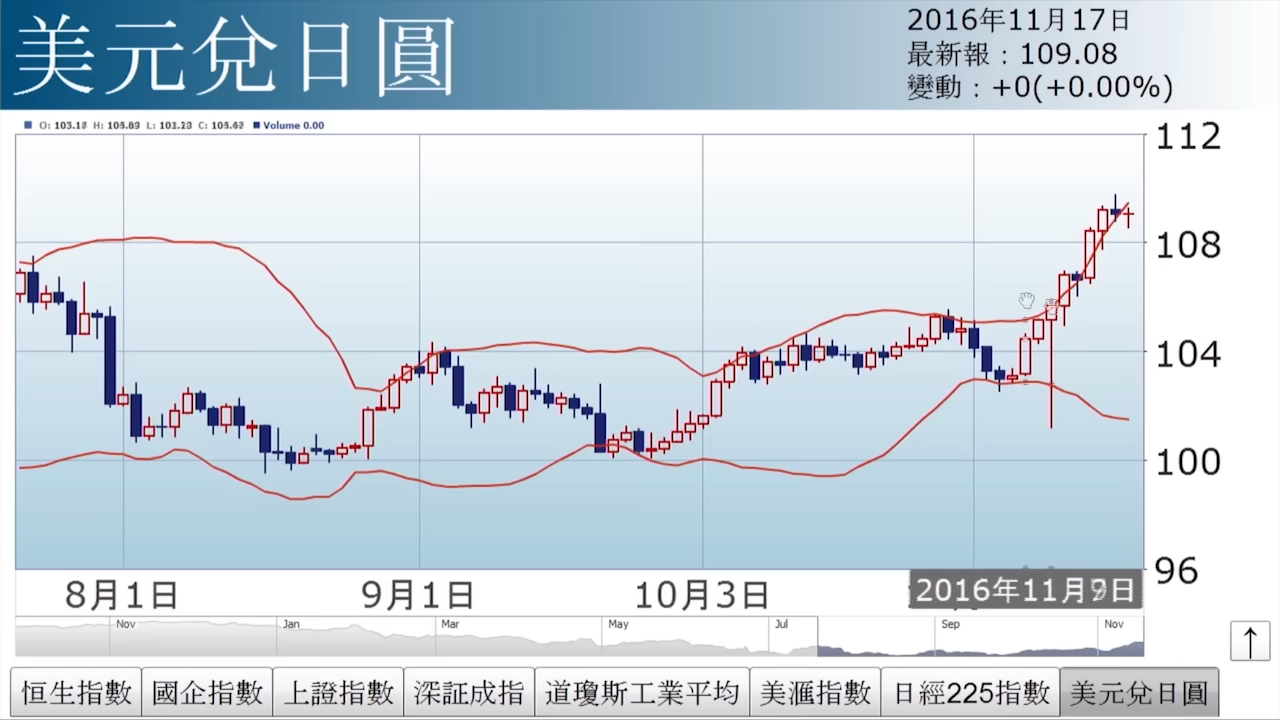 美元兌日圓
2016年11月17日
最新報：109.08
變動：+0(+0.00%)
Volume 0.00
112
108
104
100
96
8月1日
9月1日
10月3日
2016年11月9日
Nov Jan Mar May Jul Sep Nov
↑
恒生指數 國企指數 上證指數 深証成指 道瓊斯工業平均 美滙指數 日經225指數 美元兌日圓